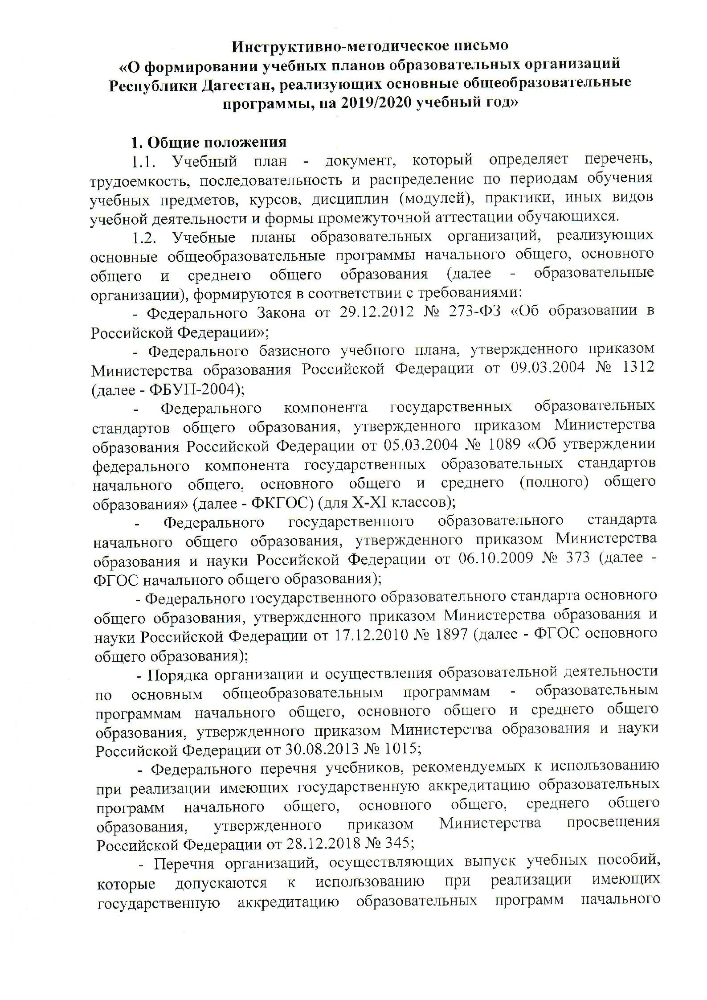 Инструктивно-методическое письмо
«О формировании учебных планов образовательных организаций
Республики Дагестан, реализующих основные общеобразовательные
программы, на 2019/2020 учебный год»
1. Общие положения
1.1. Учебный план - документ, который определяет перечень,
трудоемкость, последовательность и распределение по периодам обучения
учебных предметов, курсов, дисциплин (модулей), практики, иных видов
учебной деятельности и формы промежуточной аттестации обучающихся.
1.2. Учебные планы образовательных организаций, реализующих
основные общеобразовательные программы начального общего, основного
общего и среднего общего образования (далее - образовательные
организации), формируются в соответствии с требованиями:
- Федерального Закона от 29.12.2012 № 273-ФЗ «Об образовании в
Российской Федерации»;
- Федерального базисного учебного плана, утвержденного приказом
Министерства образования Российской Федерации от 09.03.2004 № 1312
(далее - ФБУП-2004);
- Федерального компонента государственных образовательных
стандартов общего образования, утвержденного приказом Министерства
образования Российской Федерации от 05.03.2004 № 1089 «Об утверждении
федерального компонента государственных образовательных стандартов
начального общего, основного общего и среднего (полного) общего
образования» (далее - ФКГОС) (для X-XI классов);
- Федерального государственного образовательного стандарта
начального общего образования, утвержденного приказом Министерства
образования и науки Российской Федерации от 06.10.2009 № 373 (далее -
ФГОС начального общего образования);
- Федерального государственного образовательного стандарта основного
общего образования, утвержденного приказом Министерства образования и
науки Российской Федерации от 17.12.2010 № 1897 (далее - ФГОС основного
общего образования);
- Порядка организации и осуществления образовательной деятельности
по основным общеобразовательным программам - образовательным
программам начального общего, основного общего и среднего общего
образования, утвержденного приказом Министерства образования и науки
Российской Федерации от 30.08.2013 № 1015;
- Федерального перечня учебников, рекомендуемых к использованию
при реализации имеющих государственную аккредитацию образовательных
программ начального общего, основного общего, среднего общего
образования, утвержденного приказом Министерства просвещения
Российской Федерации от 28.12.2018 № 345;
- Перечня организаций, осуществляющих выпуск учебных пособий,
которые допускаются к использованию при реализации имеющих
государственную аккредитацию образовательных программ начального